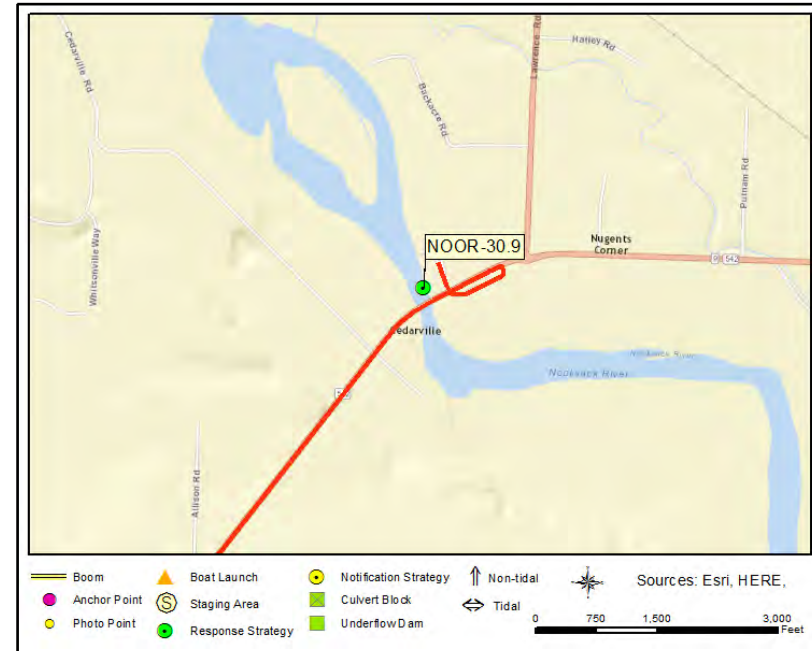 Cedarville Rd
Hatley Rd
Lawrence Rd
Backacre Rd
Putnam Rd
Whitsonville Way
NOOR-30.9
Nugents
Corner
542
Cedarville
Nooksack River
Nooksack River
Allison Rd
Boom
Boat Launch
Notification Strategy
Non-tidal
Sources: Esri, HERE,
Anchor Point
S Staging Area
Culvert Block
Tidal
Photo Point
Response Strategy
Underflow Dam
0 750 1,500 3,000
Feet